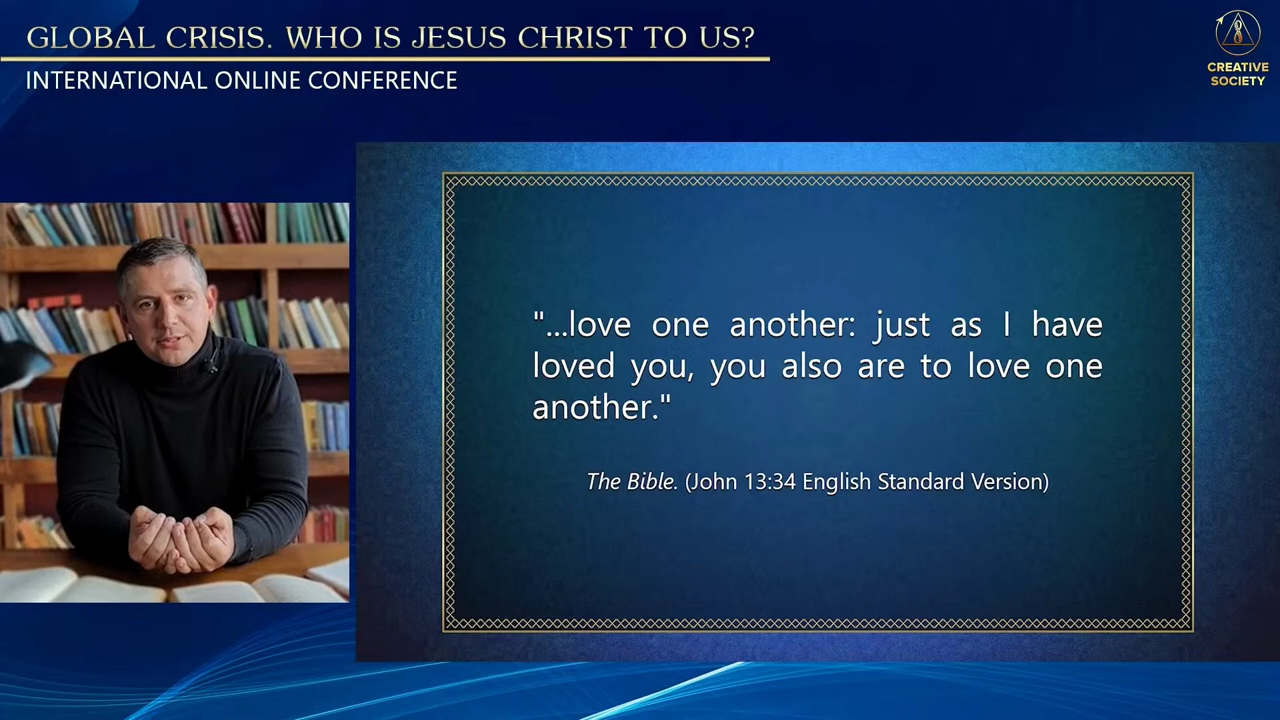 GLOBAL CRISIS. WHO IS JESUS CHRIST TO US?
INTERNATIONAL ONLINE CONFERENCE
CREATIVE
SOCIETY
"...love one another: just as I have
loved you, you also are to love one
another."
The Bible. (John 13:34 English Standard Version)